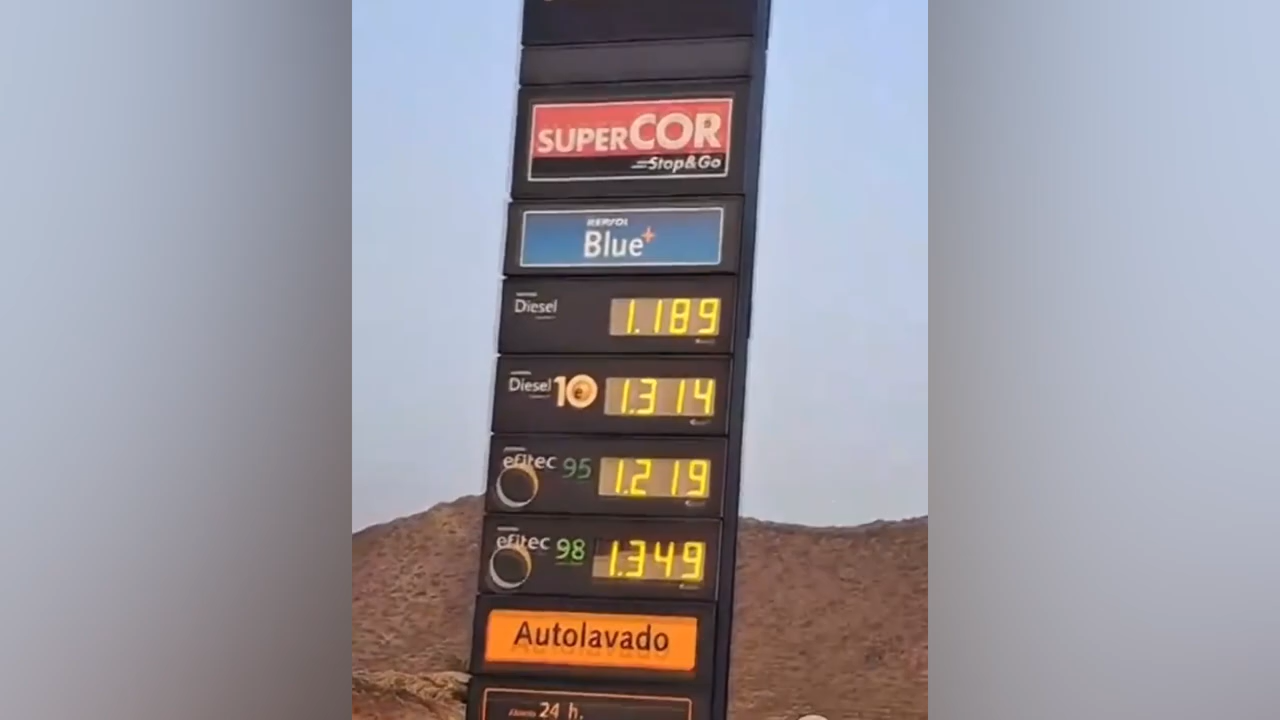 SUPERCOR
Stop&Go
REPSOL
Blue+
Diesel 1.189
Diesel 10 e+ 1.314
efitec 95 1.219
efitec 98 1.349
Autolavado
24 h.